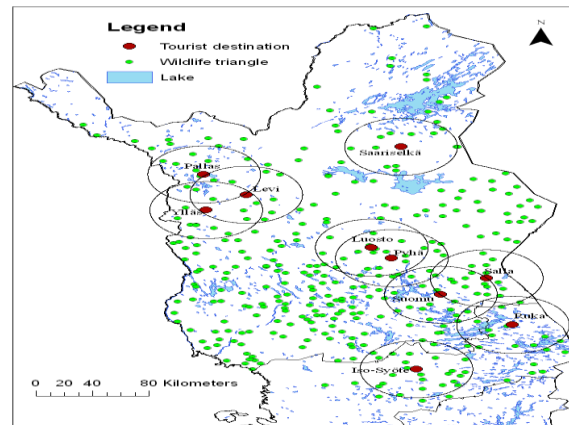 Legend
N
Tourist destination
Wildlife triangle
Lake
Saariselkä
Pallas
Levi
Ylläs
Luosto
Pyhä
Salla
Suomu
Ruka
Iso-Syöte
0 20 40 80 Kilometers